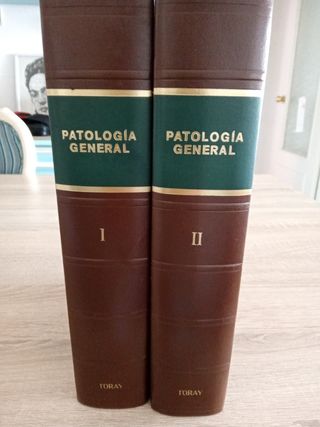 PATOLOGÍA
GENERAL
I
TORAY
PATOLOGÍA
GENERAL
II
TORAY